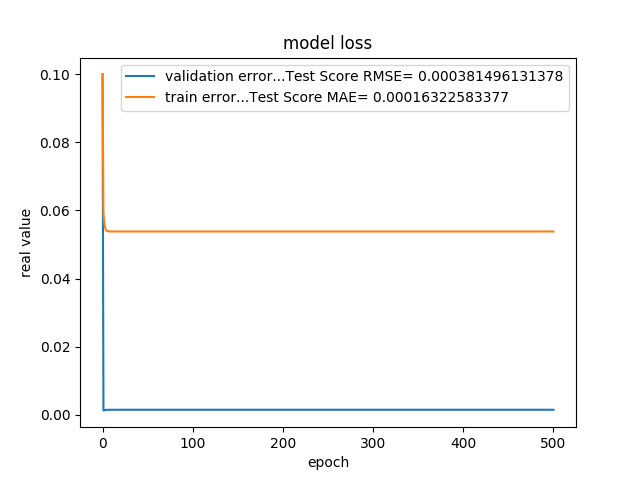 model loss
validation error...Test Score RMSE= 0.000381496131378
train error...Test Score MAE= 0.00016322583377
0.10
0.08
0.06
0.04
0.02
0.00
real value
0 100 200 300 400 500
epoch